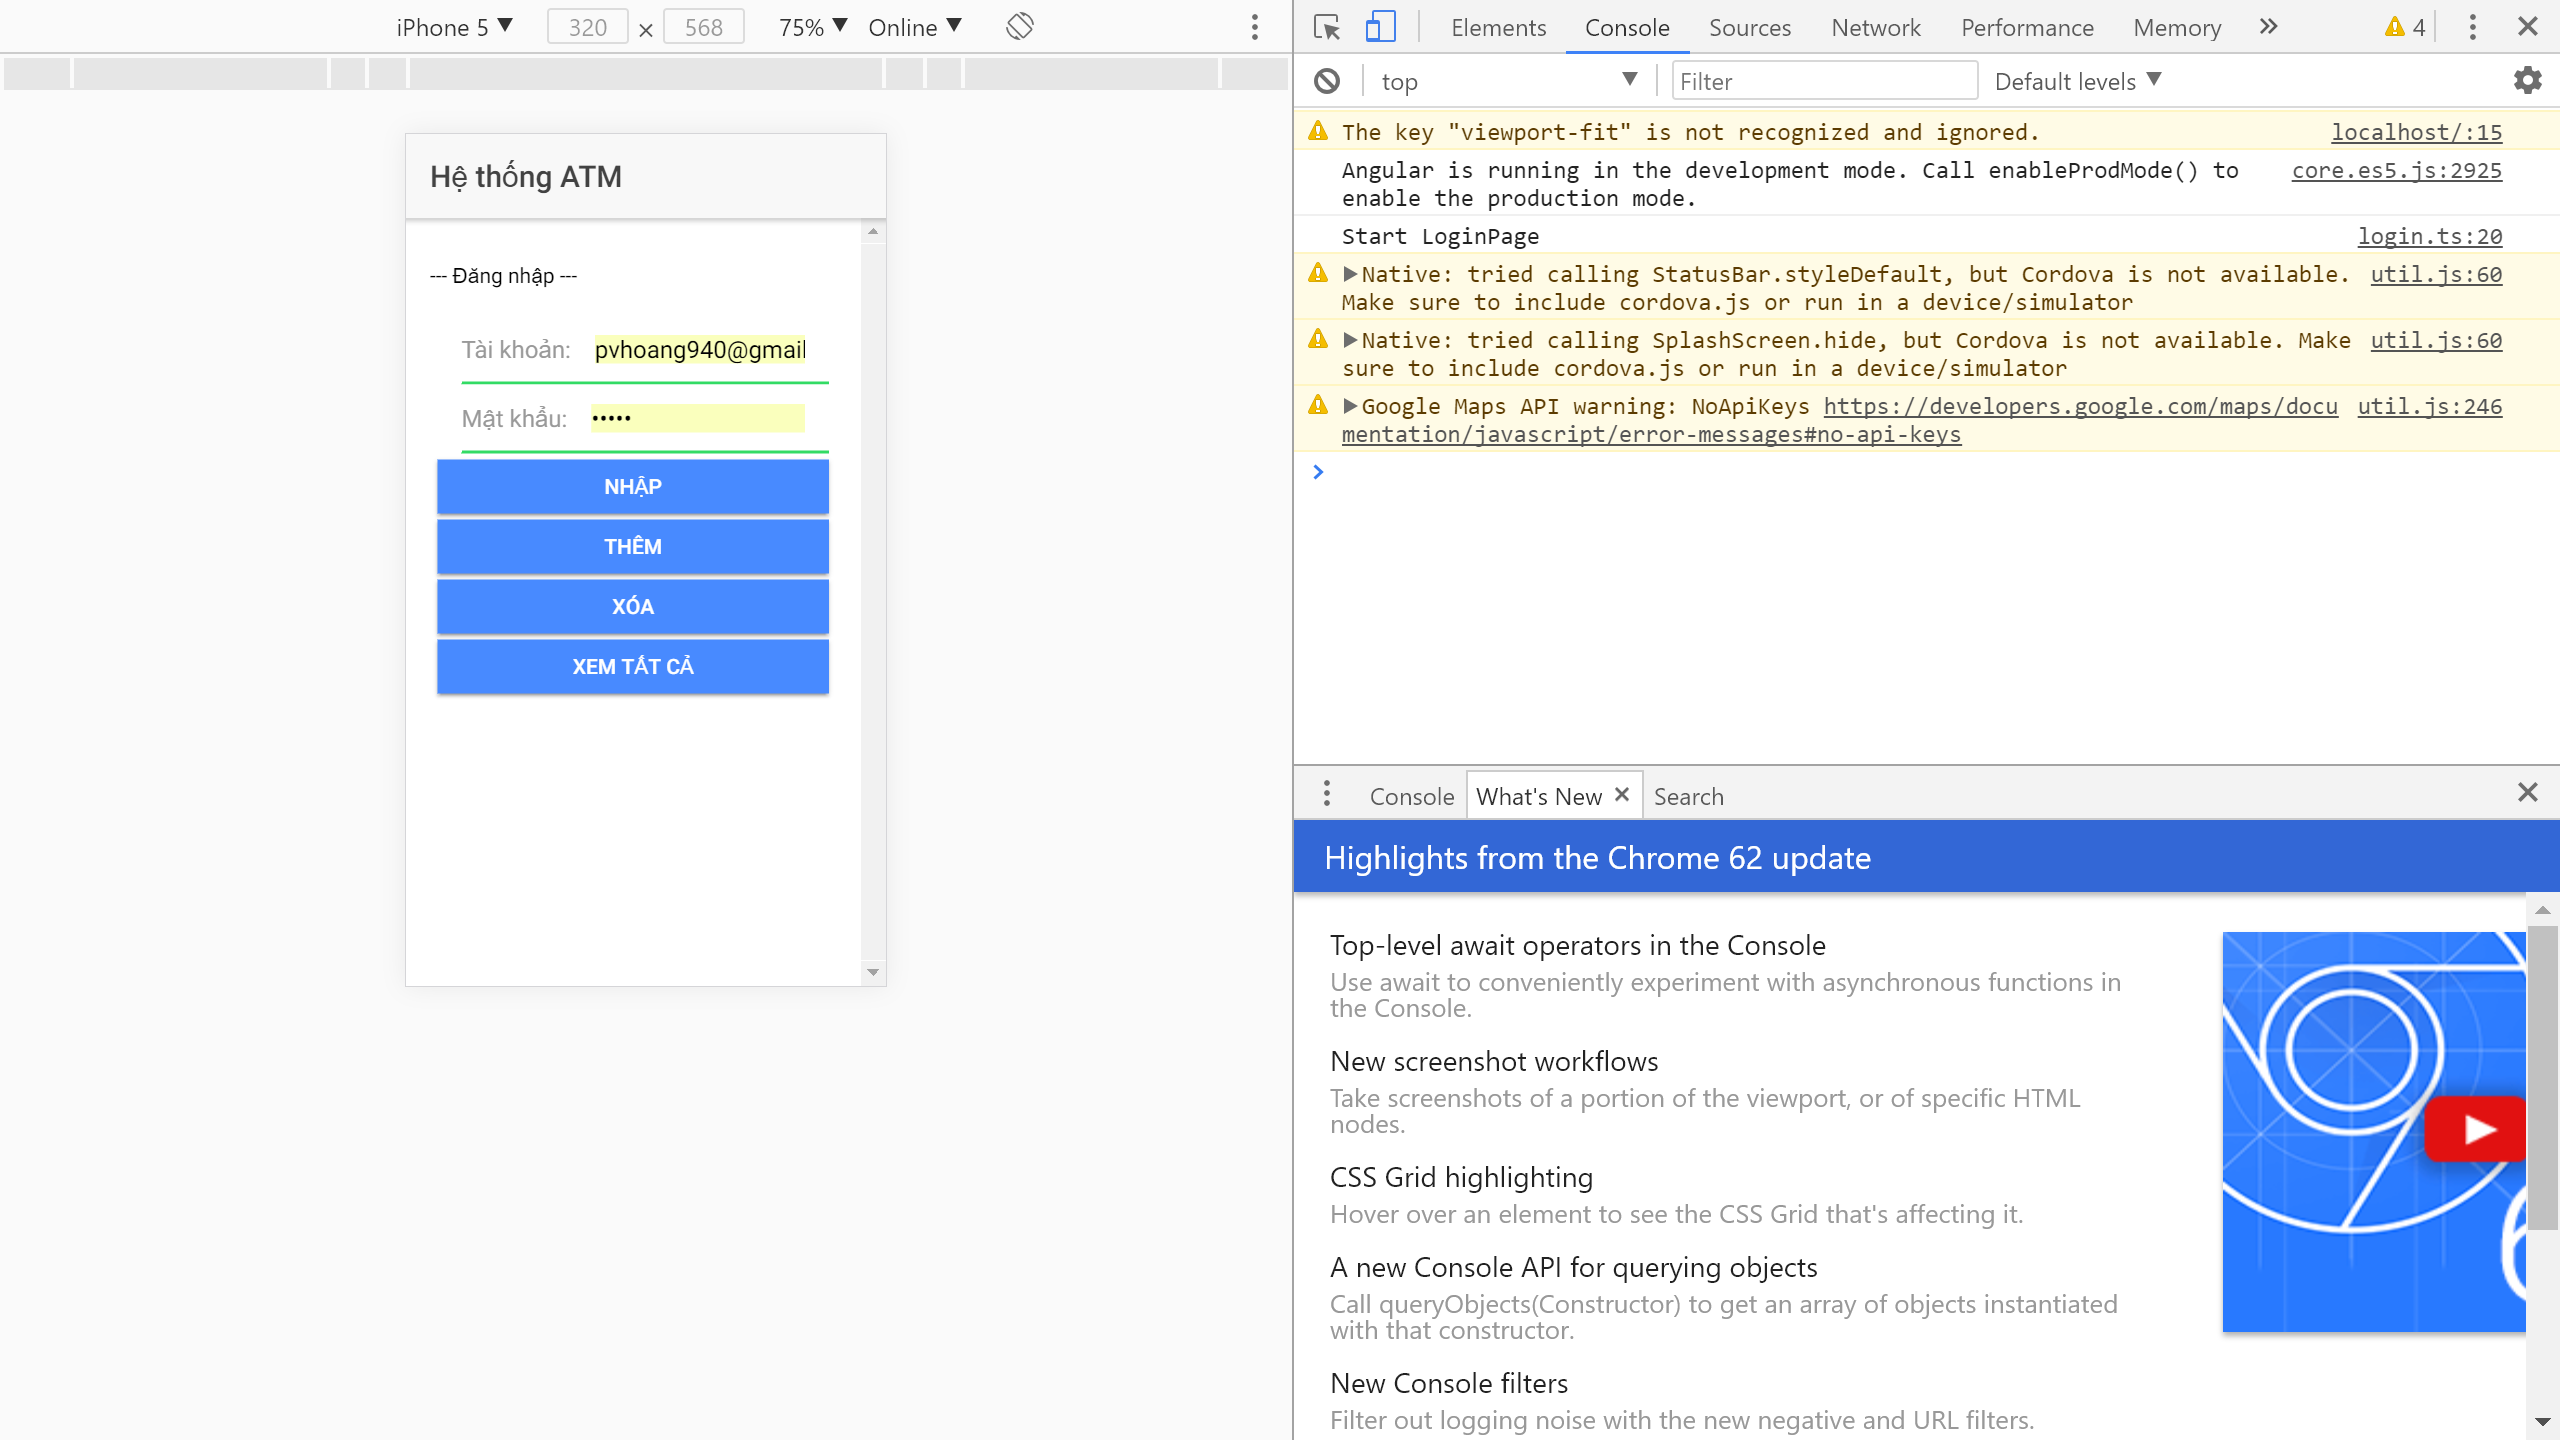 iPhone 5 ▼ 320 × 568 75% ▼ Online ▼
Hệ thống ATM
--- Đăng nhập ---
Tài khoản: pvhoang940@gmail
Mật khẩu: •••••
NHẬP
THÊM
XÓA
XEM TẤT CẢ
Elements Console Sources Network Performance Memory » 4
top ▼ Filter Default levels ▼
The key "viewport-fit" is not recognized and ignored. localhost/:15
Angular is running in the development mode. Call enableProdMode() to core.es5.js:2925
enable the production mode.
Start LoginPage login.ts:20
Native: tried calling StatusBar.styleDefault, but Cordova is not available. util.js:60
Make sure to include cordova.js or run in a device/simulator
Native: tried calling SplashScreen.hide, but Cordova is not available. Make util.js:60
sure to include cordova.js or run in a device/simulator
Google Maps API warning: NoApiKeys https://developers.google.com/maps/docu util.js:246
mentation/javascript/error-messages#no-api-keys
Console What's New × Search
Highlights from the Chrome 62 update
Top-level await operators in the Console
Use await to conveniently experiment with asynchronous functions in
the Console.
New screenshot workflows
Take screenshots of a portion of the viewport, or of specific HTML
nodes.
CSS Grid highlighting
Hover over an element to see the CSS Grid that's affecting it.
A new Console API for querying objects
Call queryObjects(Constructor) to get an array of objects instantiated
with that constructor.
New Console filters
Filter out logging noise with the new negative and URL filters.